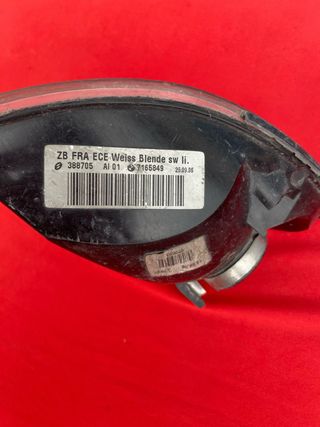 ZB FRA ECE Weiss Blende sw li.
388705 AI 01 7165849 25.09.06